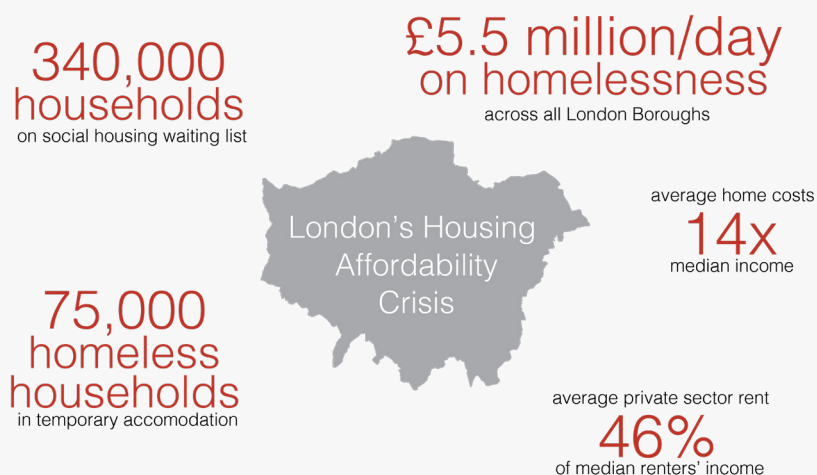 340,000
households
on social housing waiting list
£5.5 million/day
on homelessness
across all London Boroughs
London's Housing
Affordability
Crisis
average home costs
14x
median income
75,000
homeless
households
in temporary accomodation
average private sector rent
46%
of median renters' income